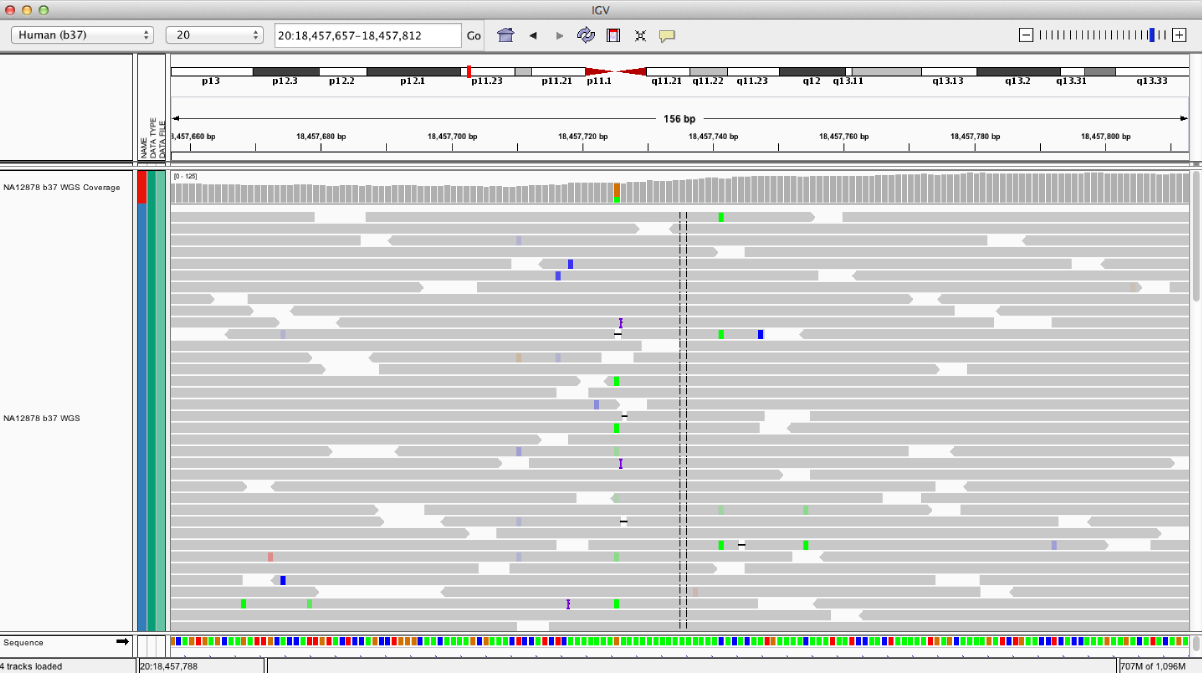 IGV
Human (b37) 20 20:18,457,657-18,457,812 Go
p13 p12.3 p12.2 p12.1 p11.23 p11.21 p11.1 q11.21 q11.22 q11.23 q12 q13.11 q13.13 q13.2 q13.31 q13.33
156 bp
18,457,660 bp 18,457,680 bp 18,457,700 bp 18,457,720 bp 18,457,740 bp 18,457,760 bp 18,457,780 bp 18,457,800 bp
NAME
DATA TYPE
DATA FILE
[0 - 125]
NA12878 b37 WGS Coverage
NA12878 b37 WGS
Sequence
4 tracks loaded 20:18,457,788 707M of 1,096M